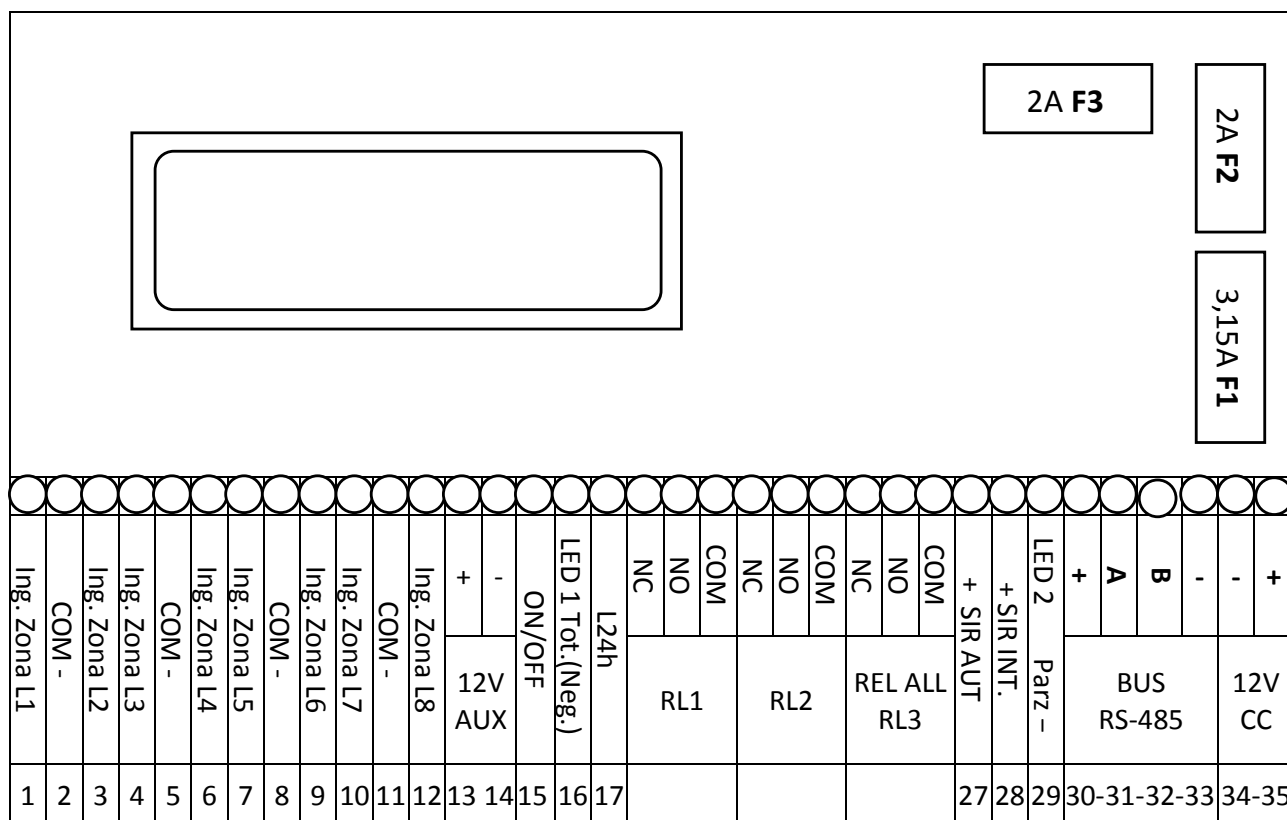 2A F3
2A F2
3,15A F1
Ing. Zona L1
COM -
Ing. Zona L2
Ing. Zona L3
COM -
Ing. Zona L4
Ing. Zona L5
COM -
Ing. Zona L6
Ing. Zona L7
COM -
Ing. Zona L8
+ -
12V
AUX
ON/OFF
LED 1 Tot.(Neg.)
L24h
NC NO COM
RL1
NC NO COM
RL2
NC NO COM
REL ALL
RL3
+ SIR AUT
+ SIR INT.
LED 2 Parz –
+ A B -
BUS
RS-485
- +
12V
CC
1 2 3 4 5 6 7 8 9 10 11 12 13 14 15 16 17 27 28 29 30-31-32-33 34-35